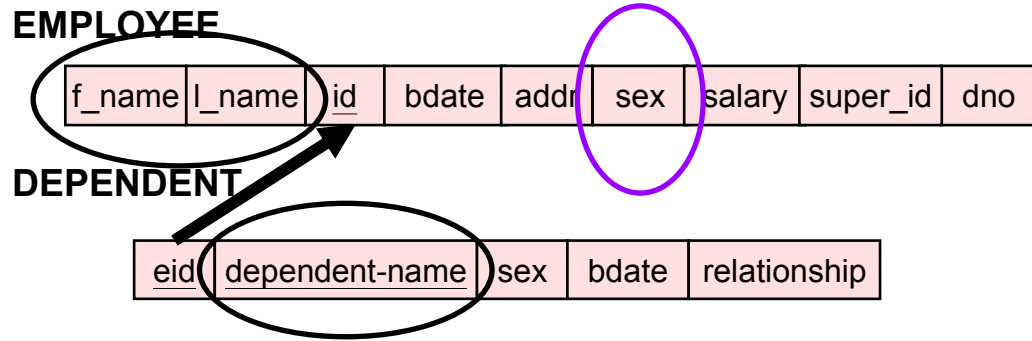 EMPLOYEE
f_name l_name id bdate addr sex salary super_id dno
DEPENDENT
eid dependent-name sex bdate relationship